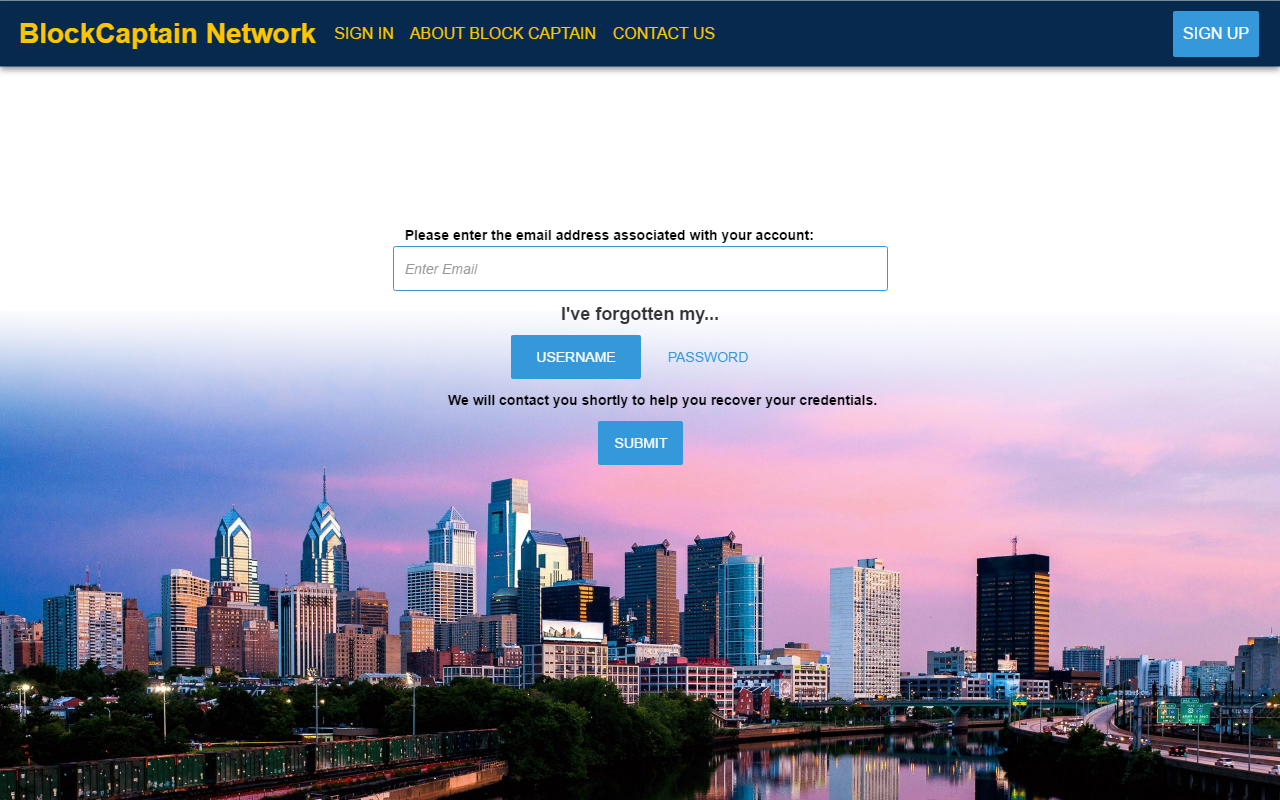 BlockCaptain Network SIGN IN ABOUT BLOCK CAPTAIN CONTACT US SIGN UP
Please enter the email address associated with your account:
Enter Email
I've forgotten my...
USERNAME PASSWORD
We will contact you shortly to help you recover your credentials.
SUBMIT